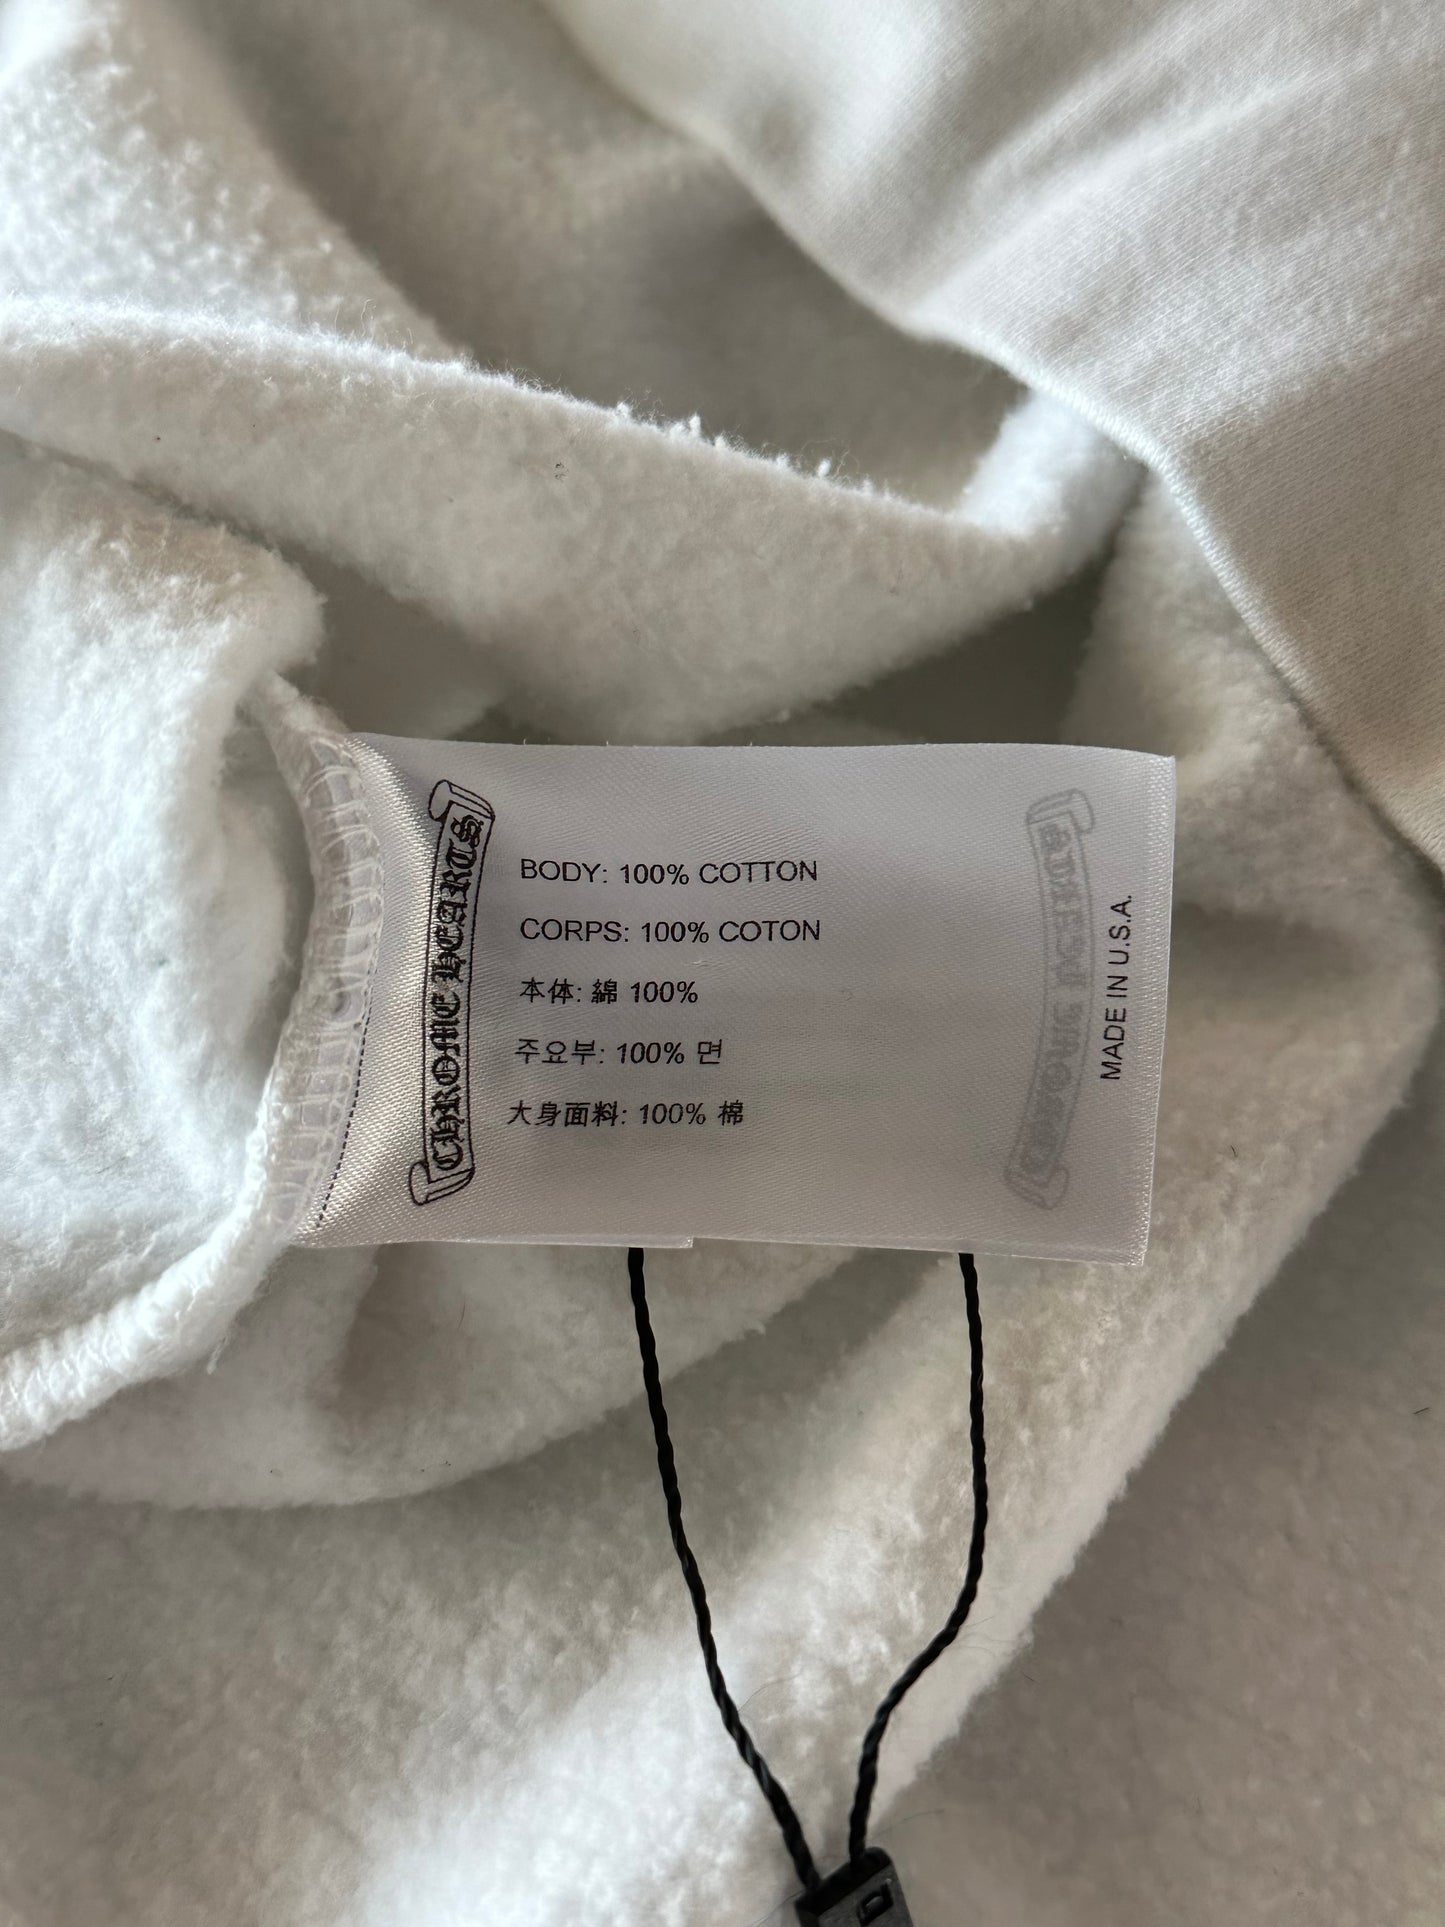 CHROME HEARTS
BODY: 100% COTTON
CORPS: 100% COTON
本体: 綿 100%
주요부: 100% 면
大身面料: 100% 棉
MADE IN U.S.A.